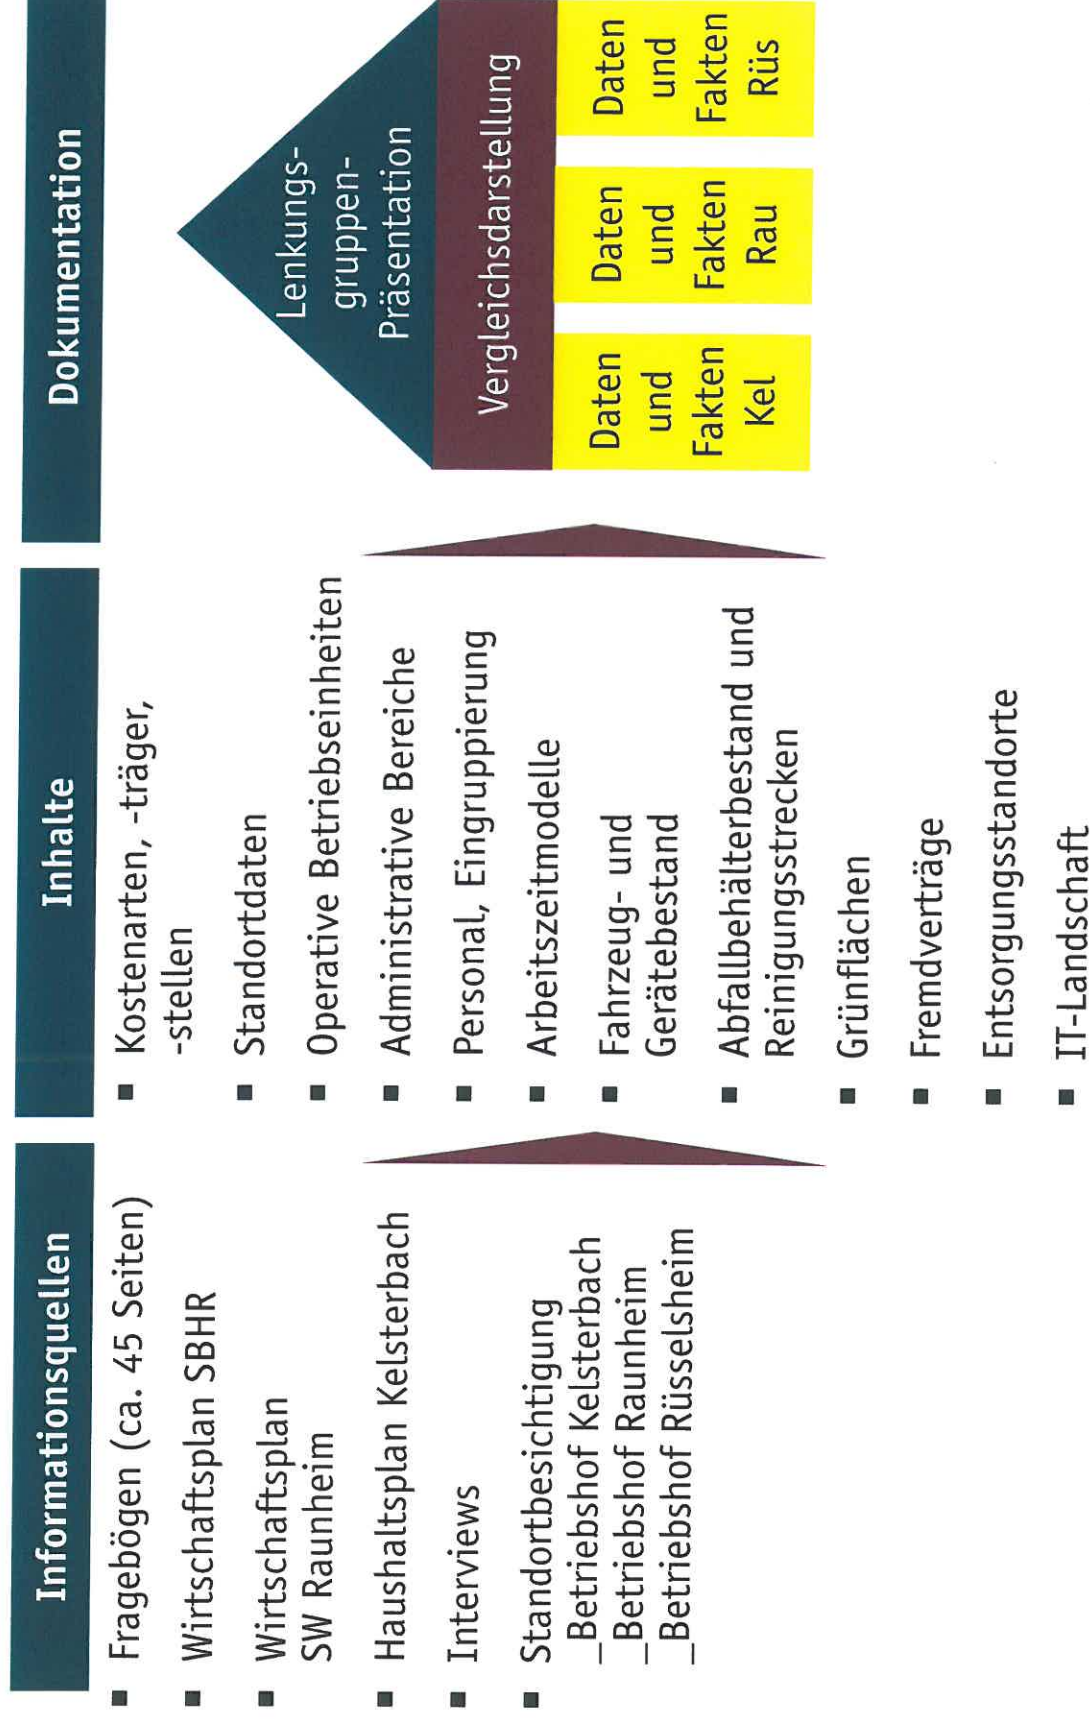 Informationsquellen
■ Fragebögen (ca. 45 Seiten)
■ Wirtschaftsplan SBHR
■ Wirtschaftsplan
SW Raunheim
■ Haushaltsplan Kelsterbach
■ Interviews
■ Standortbesichtigung
_Betriebshof Kelsterbach
_Betriebshof Raunheim
_Betriebshof Rüsselsheim
Inhalte
■ Kostenarten, -träger,
-stellen
■ Standortdaten
■ Operative Betriebseinheiten
■ Administrative Bereiche
■ Personal, Eingruppierung
■ Arbeitszeitmodelle
■ Fahrzeug- und
Gerätebestand
■ Abfallbehälterbestand und
Reinigungsstrecken
■ Grünflächen
■ Fremdverträge
■ Entsorgungsstandorte
■ IT-Landschaft
Dokumentation
Lenkungs-
gruppen-
Präsentation
Vergleichsdarstellung
Daten
und
Fakten
Kel
Daten
und
Fakten
Rau
Daten
und
Fakten
Rüs